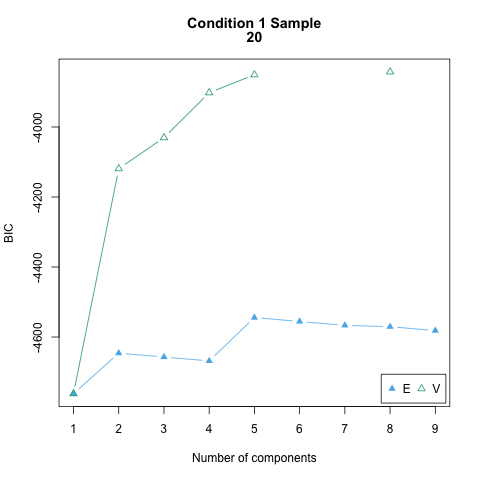 Condition 1 Sample
20
BIC
-4000
-4200
-4400
-4600
E V
1 2 3 4 5 6 7 8 9
Number of components